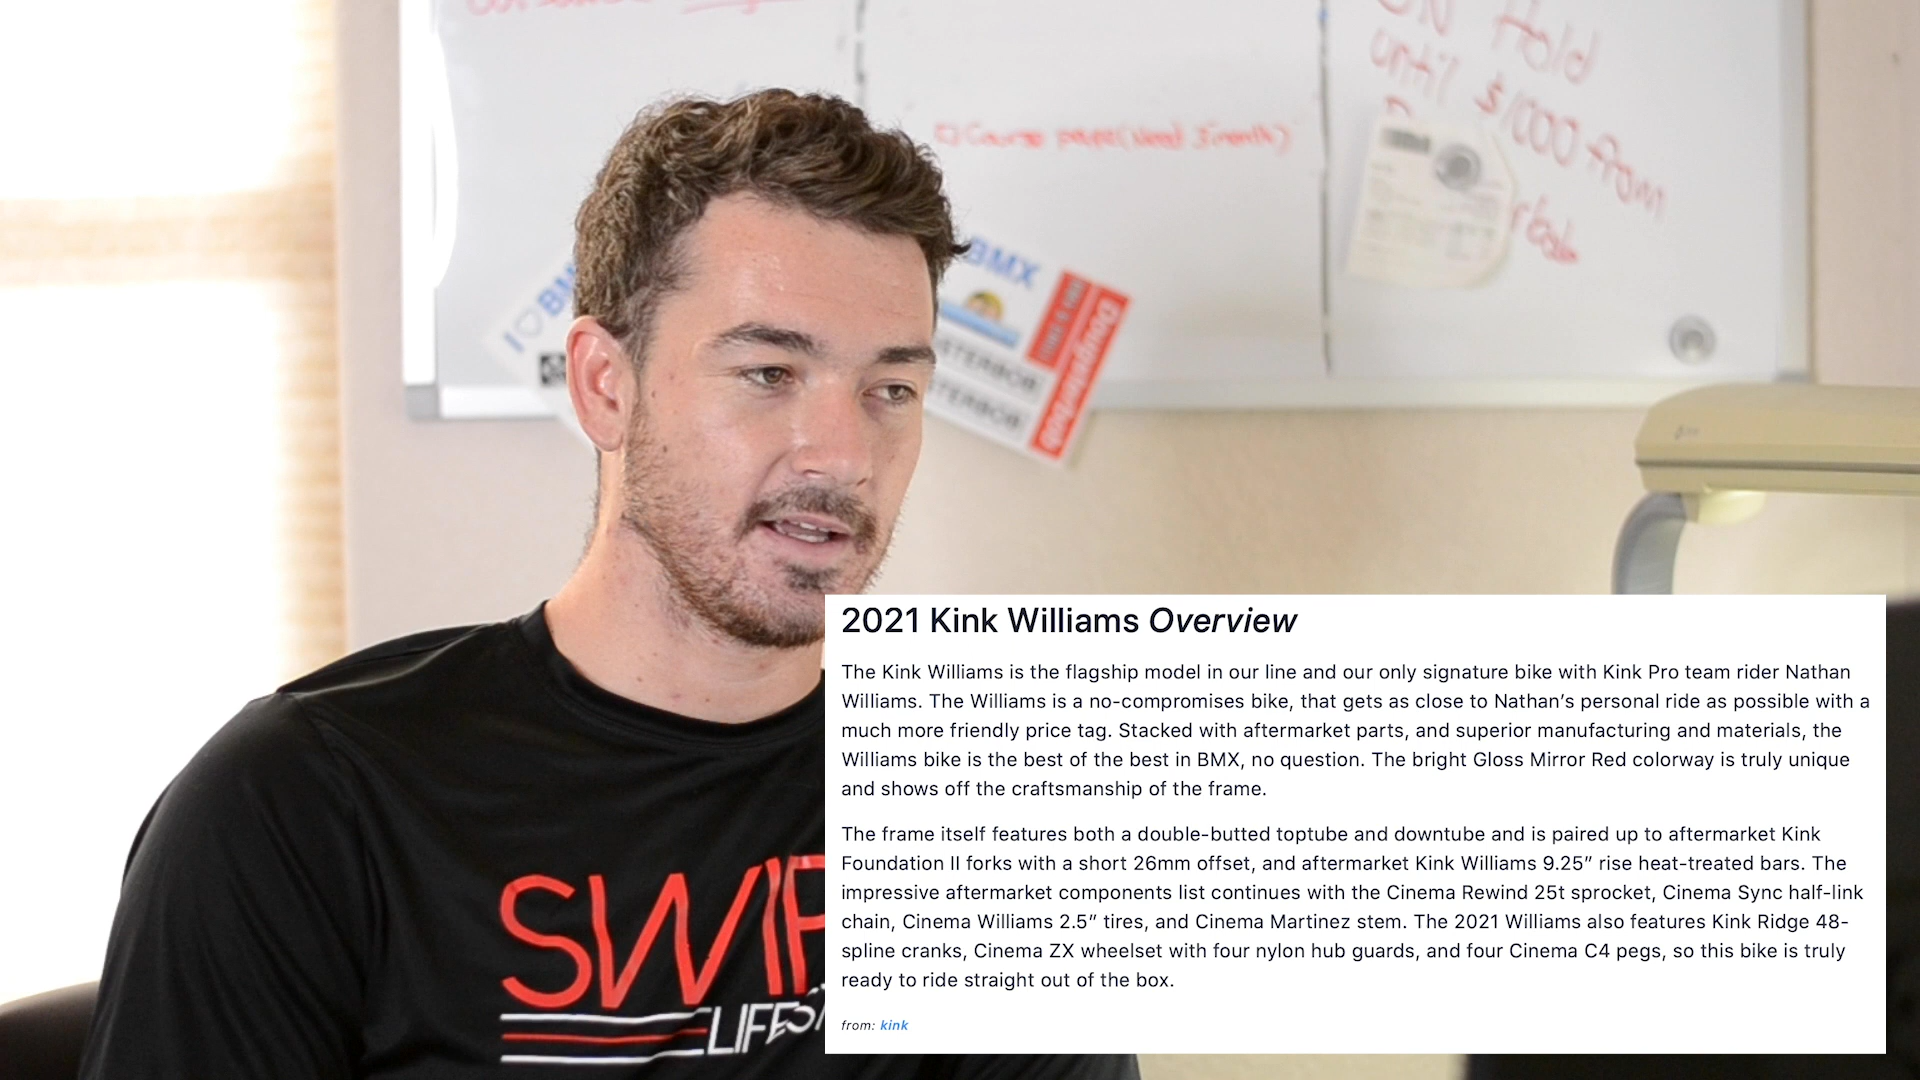 ON Hold
until $1000 from
Course page (need 3 month)
I ♡ BM
BMX
STERBOB
TERBOB
SWIF
LIFEST
2021 Kink Williams Overview
The Kink Williams is the flagship model in our line and our only signature bike with Kink Pro team rider Nathan
Williams. The Williams is a no-compromises bike, that gets as close to Nathan’s personal ride as possible with a
much more friendly price tag. Stacked with aftermarket parts, and superior manufacturing and materials, the
Williams bike is the best of the best in BMX, no question. The bright Gloss Mirror Red colorway is truly unique
and shows off the craftsmanship of the frame.
The frame itself features both a double-butted toptube and downtube and is paired up to aftermarket Kink
Foundation II forks with a short 26mm offset, and aftermarket Kink Williams 9.25” rise heat-treated bars. The
impressive aftermarket components list continues with the Cinema Rewind 25t sprocket, Cinema Sync half-link
chain, Cinema Williams 2.5” tires, and Cinema Martinez stem. The 2021 Williams also features Kink Ridge 48-
spline cranks, Cinema ZX wheelset with four nylon hub guards, and four Cinema C4 pegs, so this bike is truly
ready to ride straight out of the box.
from: kink